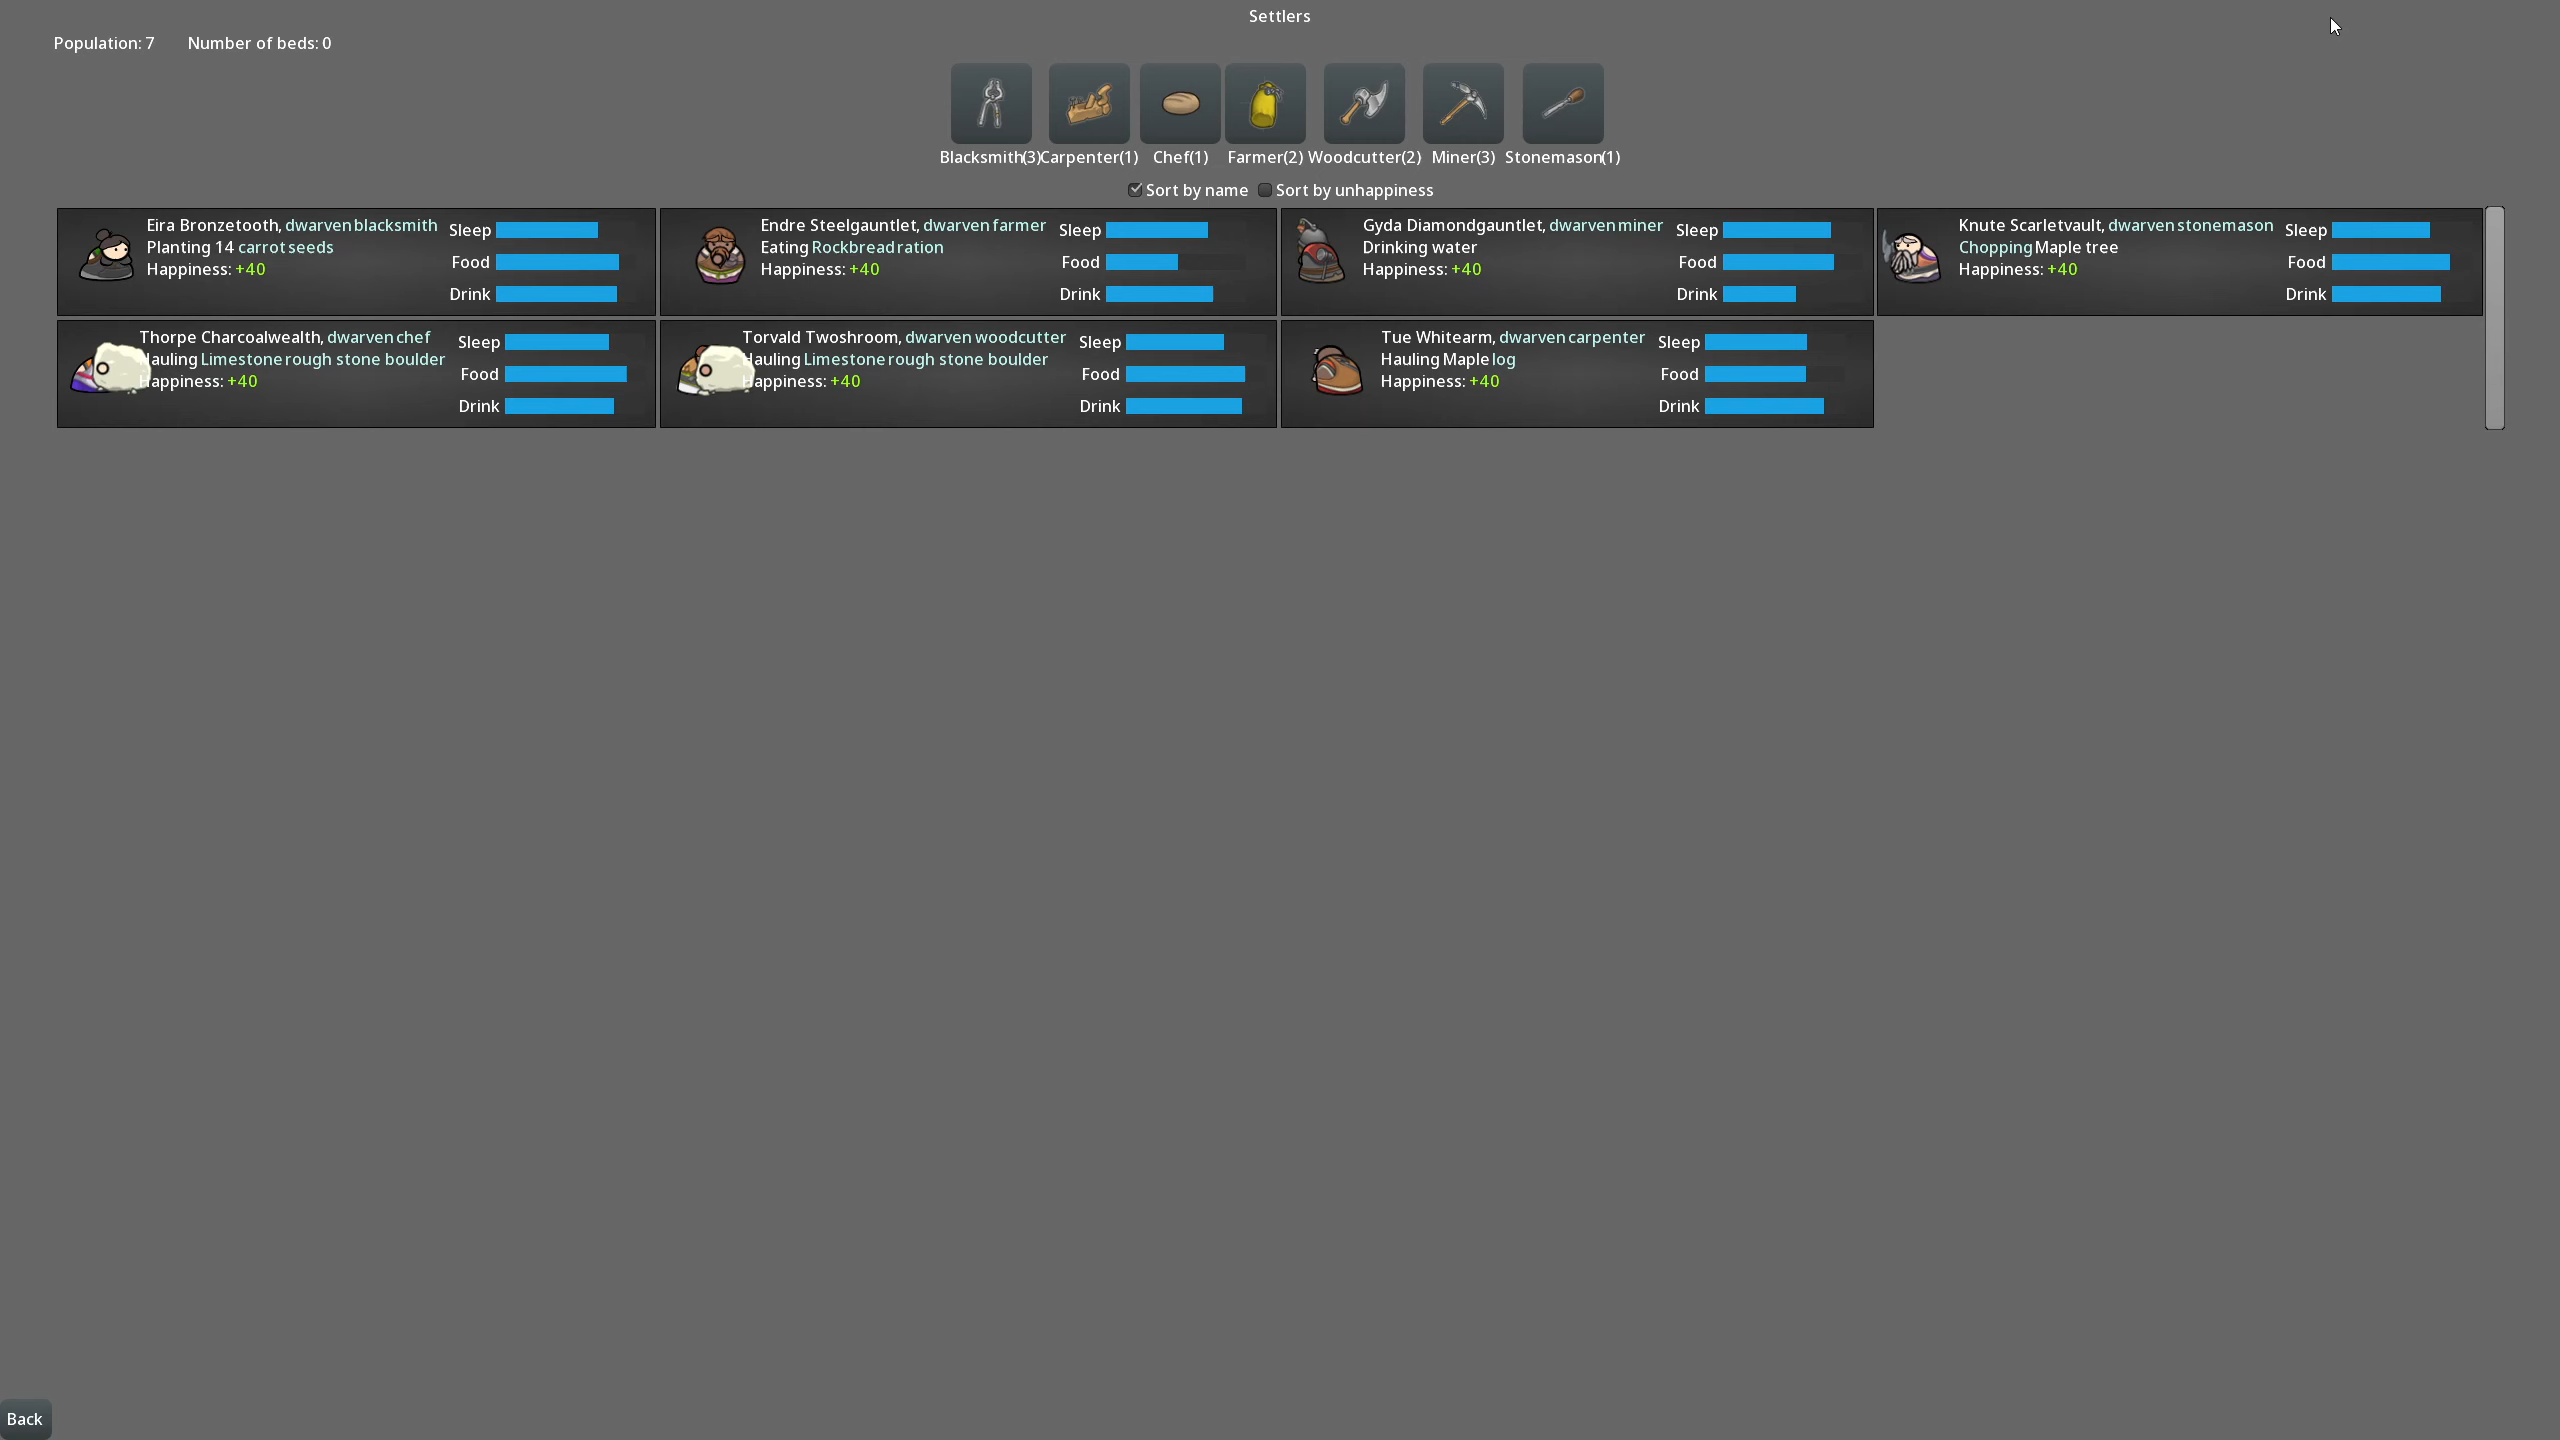 Settlers
Population: 7 Number of beds: 0
Blacksmith(3) Carpenter(1) Chef(1) Farmer(2) Woodcutter(2) Miner(3) Stonemason(1)
Sort by name Sort by unhappiness
Eira Bronzetooth, dwarven blacksmith
Planting 14 carrot seeds
Happiness: +40
Sleep
Food
Drink
Endre Steelgauntlet, dwarven farmer
Eating Rockbread ration
Happiness: +40
Sleep
Food
Drink
Gyda Diamondgauntlet, dwarven miner
Drinking water
Happiness: +40
Sleep
Food
Drink
Knute Scarletvault, dwarven stonemason
Chopping Maple tree
Happiness: +40
Sleep
Food
Drink
Thorpe Charcoalwealth, dwarven chef
Hauling Limestone rough stone boulder
Happiness: +40
Sleep
Food
Drink
Torvald Twoshroom, dwarven woodcutter
Hauling Limestone rough stone boulder
Happiness: +40
Sleep
Food
Drink
Tue Whitearm, dwarven carpenter
Hauling Maple log
Happiness: +40
Sleep
Food
Drink
Back